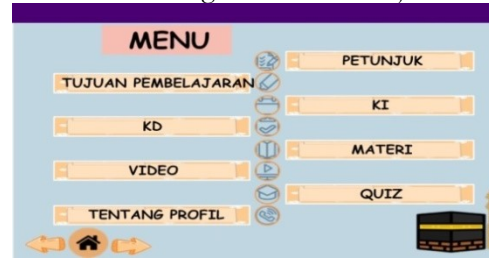 MENU
PETUNJUK
TUJUAN PEMBELAJARAN
KI
KD
MATERI
VIDEO
QUIZ
TENTANG PROFIL